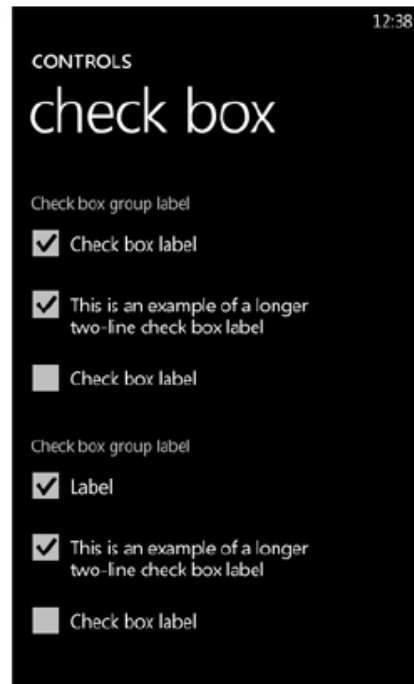 12:38
CONTROLS
check box
Check box group label
Check box label
This is an example of a longer
two-line check box label
Check box label
Check box group label
Label
This is an example of a longer
two-line check box label
Check box label